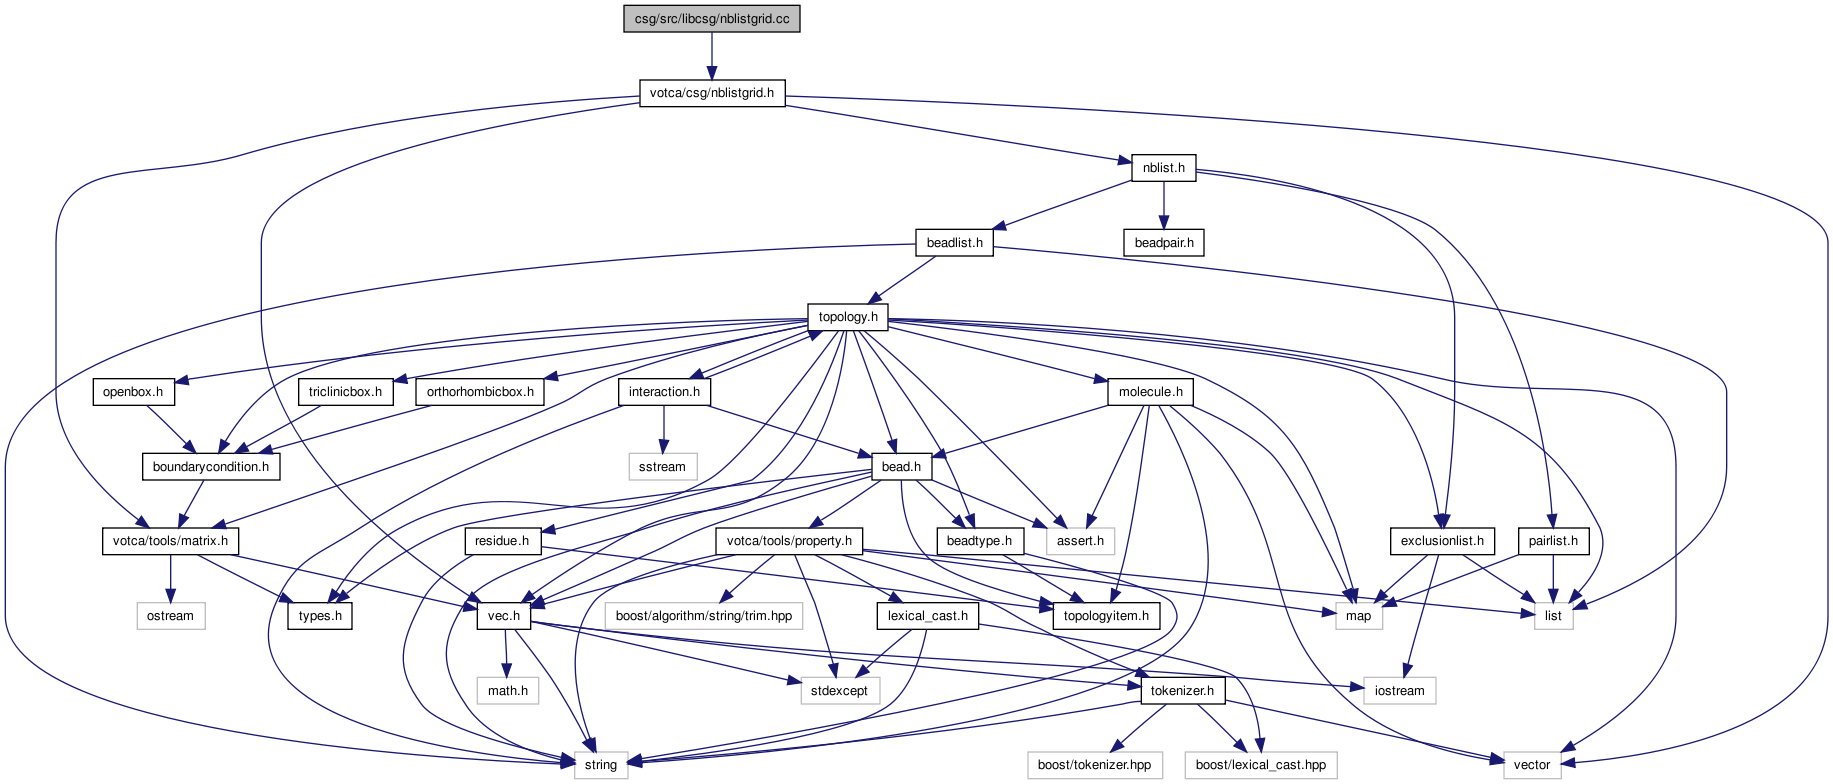 csg/src/libcsg/nblistgrid.cc
votca/csg/nblistgrid.h
nblist.h
beadlist.h
beadpair.h
topology.h
openbox.h
triclinicbox.h
orthorhombicbox.h
interaction.h
molecule.h
boundarycondition.h
sstream
bead.h
votca/tools/matrix.h
residue.h
votca/tools/property.h
beadtype.h
assert.h
exclusionlist.h
pairlist.h
ostream
types.h
vec.h
boost/algorithm/string/trim.hpp
lexical_cast.h
topologyitem.h
map
list
math.h
stdexcept
tokenizer.h
iostream
string
boost/tokenizer.hpp
boost/lexical_cast.hpp
vector